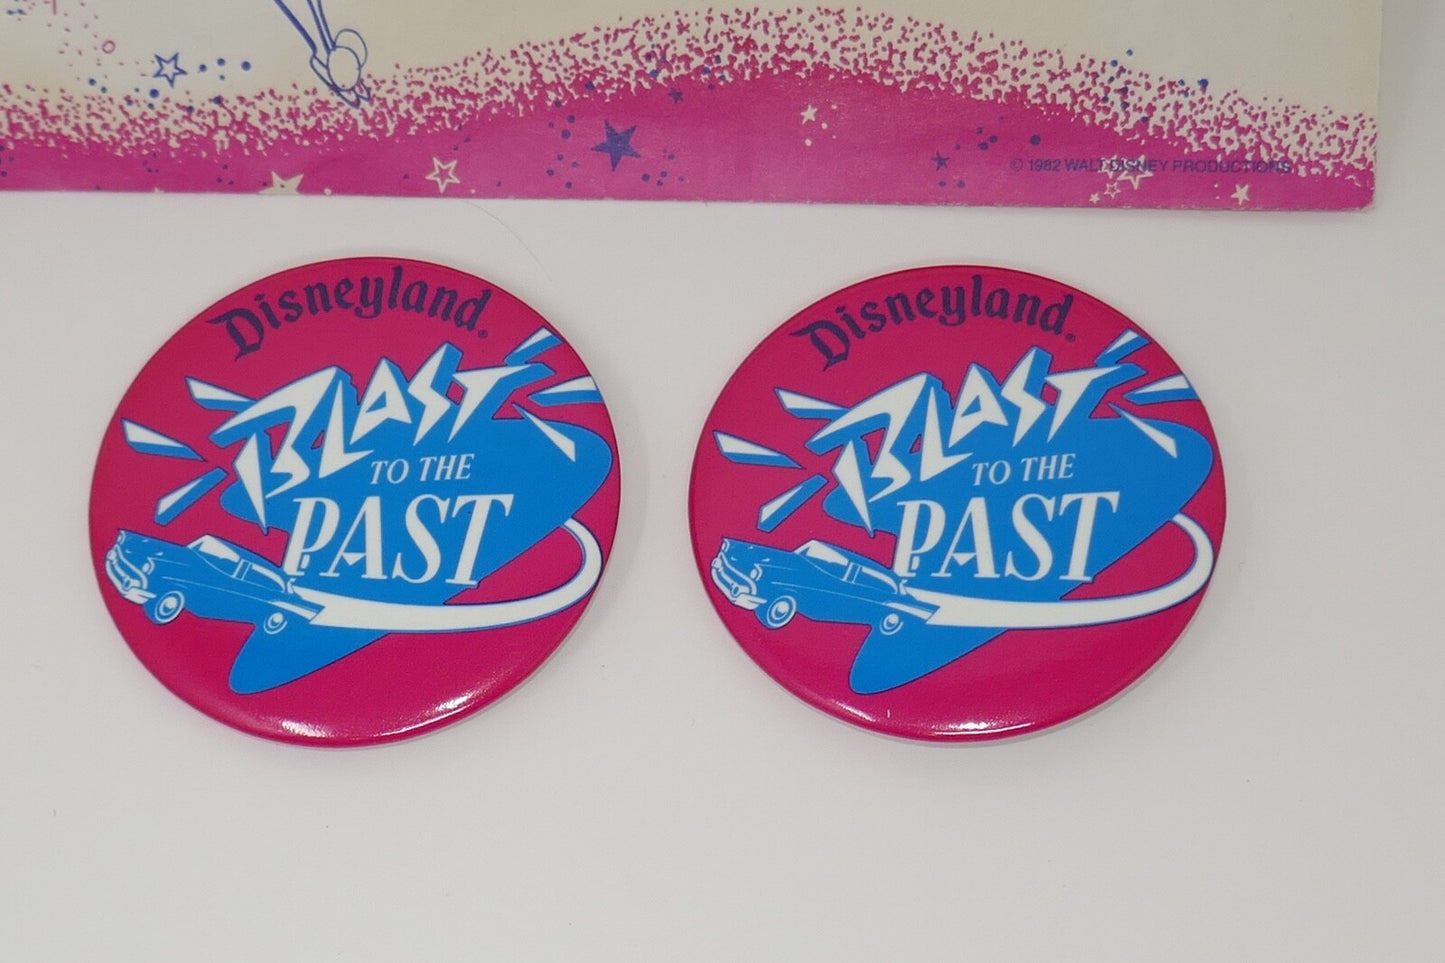 © 1982 WALT DISNEY PRODUCTIONS
Disneyland®
BLAST
TO THE
PAST
Disneyland®
BLAST
TO THE
PAST